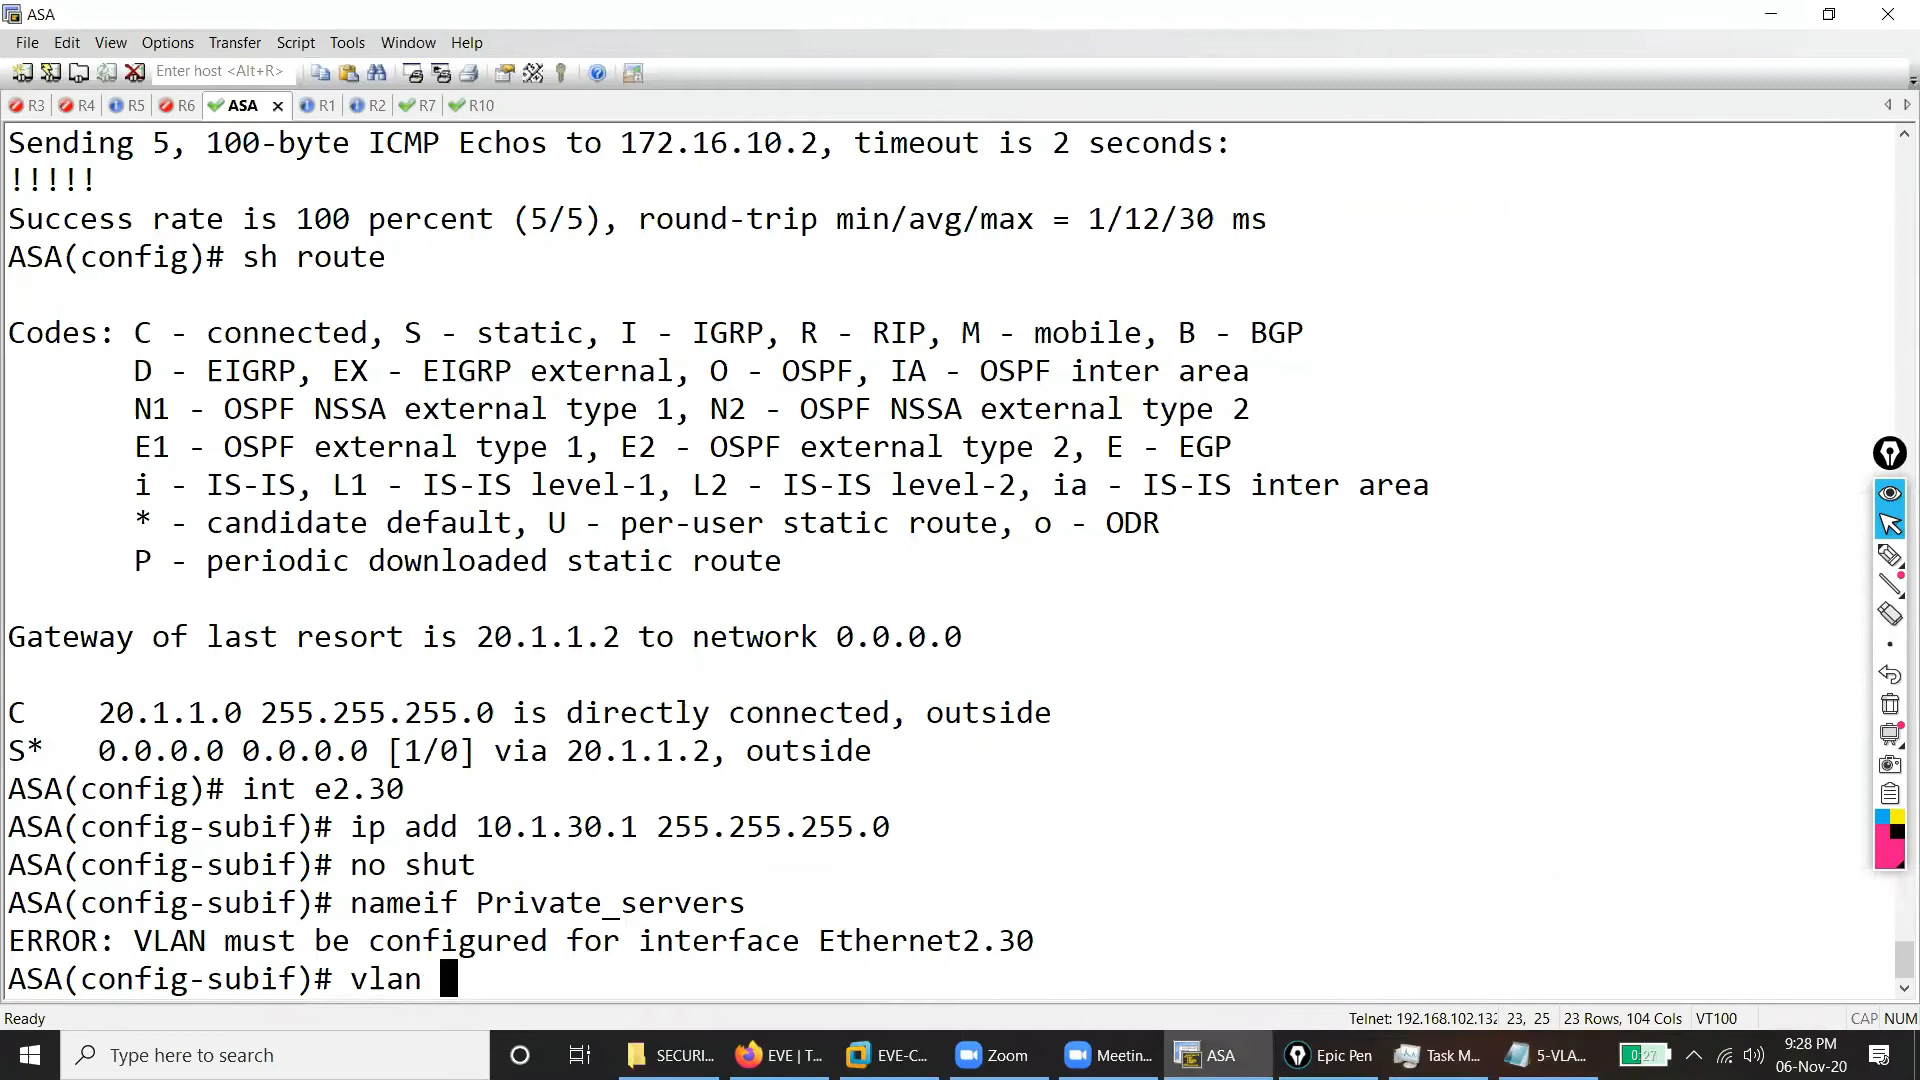 ASA
File Edit View Options Transfer Script Tools Window Help
Enter host <Alt+R>
R3 R4 R5 R6 ASA R1 R2 R7 R10
Sending 5, 100-byte ICMP Echos to 172.16.10.2, timeout is 2 seconds:
!!!!!
Success rate is 100 percent (5/5), round-trip min/avg/max = 1/12/30 ms
ASA(config)# sh route
Codes: C - connected, S - static, I - IGRP, R - RIP, M - mobile, B - BGP
D - EIGRP, EX - EIGRP external, O - OSPF, IA - OSPF inter area
N1 - OSPF NSSA external type 1, N2 - OSPF NSSA external type 2
E1 - OSPF external type 1, E2 - OSPF external type 2, E - EGP
i - IS-IS, L1 - IS-IS level-1, L2 - IS-IS level-2, ia - IS-IS inter area
* - candidate default, U - per-user static route, o - ODR
P - periodic downloaded static route
Gateway of last resort is 20.1.1.2 to network 0.0.0.0
C 20.1.1.0 255.255.255.0 is directly connected, outside
S* 0.0.0.0 0.0.0.0 [1/0] via 20.1.1.2, outside
ASA(config)# int e2.30
ASA(config-subif)# ip add 10.1.30.1 255.255.255.0
ASA(config-subif)# no shut
ASA(config-subif)# nameif Private_servers
ERROR: VLAN must be configured for interface Ethernet2.30
ASA(config-subif)# vlan
Ready Telnet: 192.168.102.132 23, 25 23 Rows, 104 Cols VT100 CAP NUM
Type here to search SECURI... EVE | T... EVE-C... Zoom Meetin... ASA Epic Pen Task M... 5-VLA... 0:27 9:28 PM
06-Nov-20